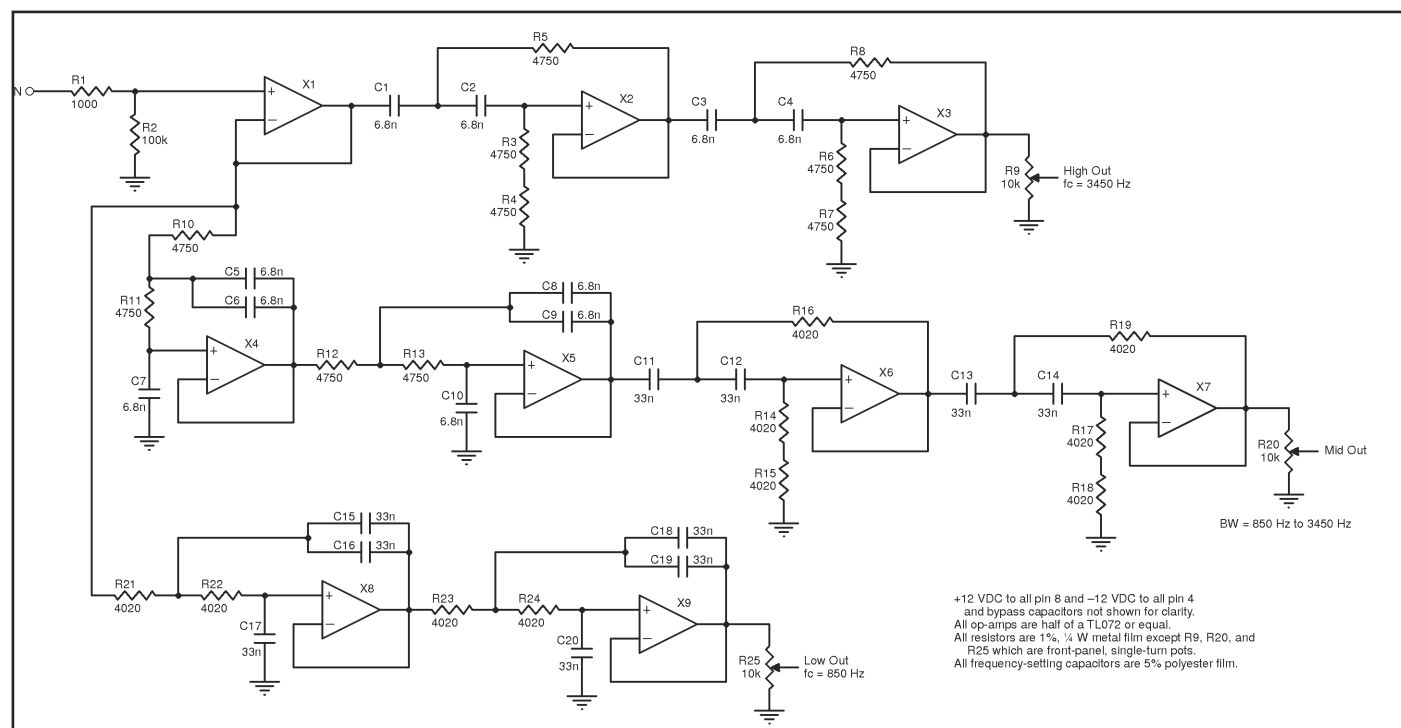 R5
4750
R8
4750
R1
1000
X1
C1
6.8n
C2
6.8n
X2
C3
6.8n
C4
6.8n
X3
N
R2
100k
+
−
R3
4750
R4
4750
+
−
R6
4750
R7
4750
+
−
R9
10k
High Out
fc = 3450 Hz
R10
4750
C5
6.8n
C6
6.8n
R11
4750
X4
+
−
C7
6.8n
R12
4750
C8
6.8n
C9
6.8n
R13
4750
X5
+
−
C10
6.8n
C11
33n
R16
4020
C12
33n
X6
+
−
R14
4020
R15
4020
C13
33n
R19
4020
C14
33n
X7
+
−
R17
4020
R18
4020
R20
10k
Mid Out
BW = 850 Hz to 3450 Hz
C15
33n
C16
33n
R21
4020
R22
4020
X8
+
−
C17
33n
R23
4020
C18
33n
C19
33n
R24
4020
X9
+
−
C20
33n
R25
10k
Low Out
fc = 850 Hz
+12 VDC to all pin 8 and –12 VDC to all pin 4
and bypass capacitors not shown for clarity.
All op-amps are half of a TL072 or equal.
All resistors are 1%, ¼ W metal film except R9, R20, and
R25 which are front-panel, single-turn pots.
All frequency-setting capacitors are 5% polyester film.